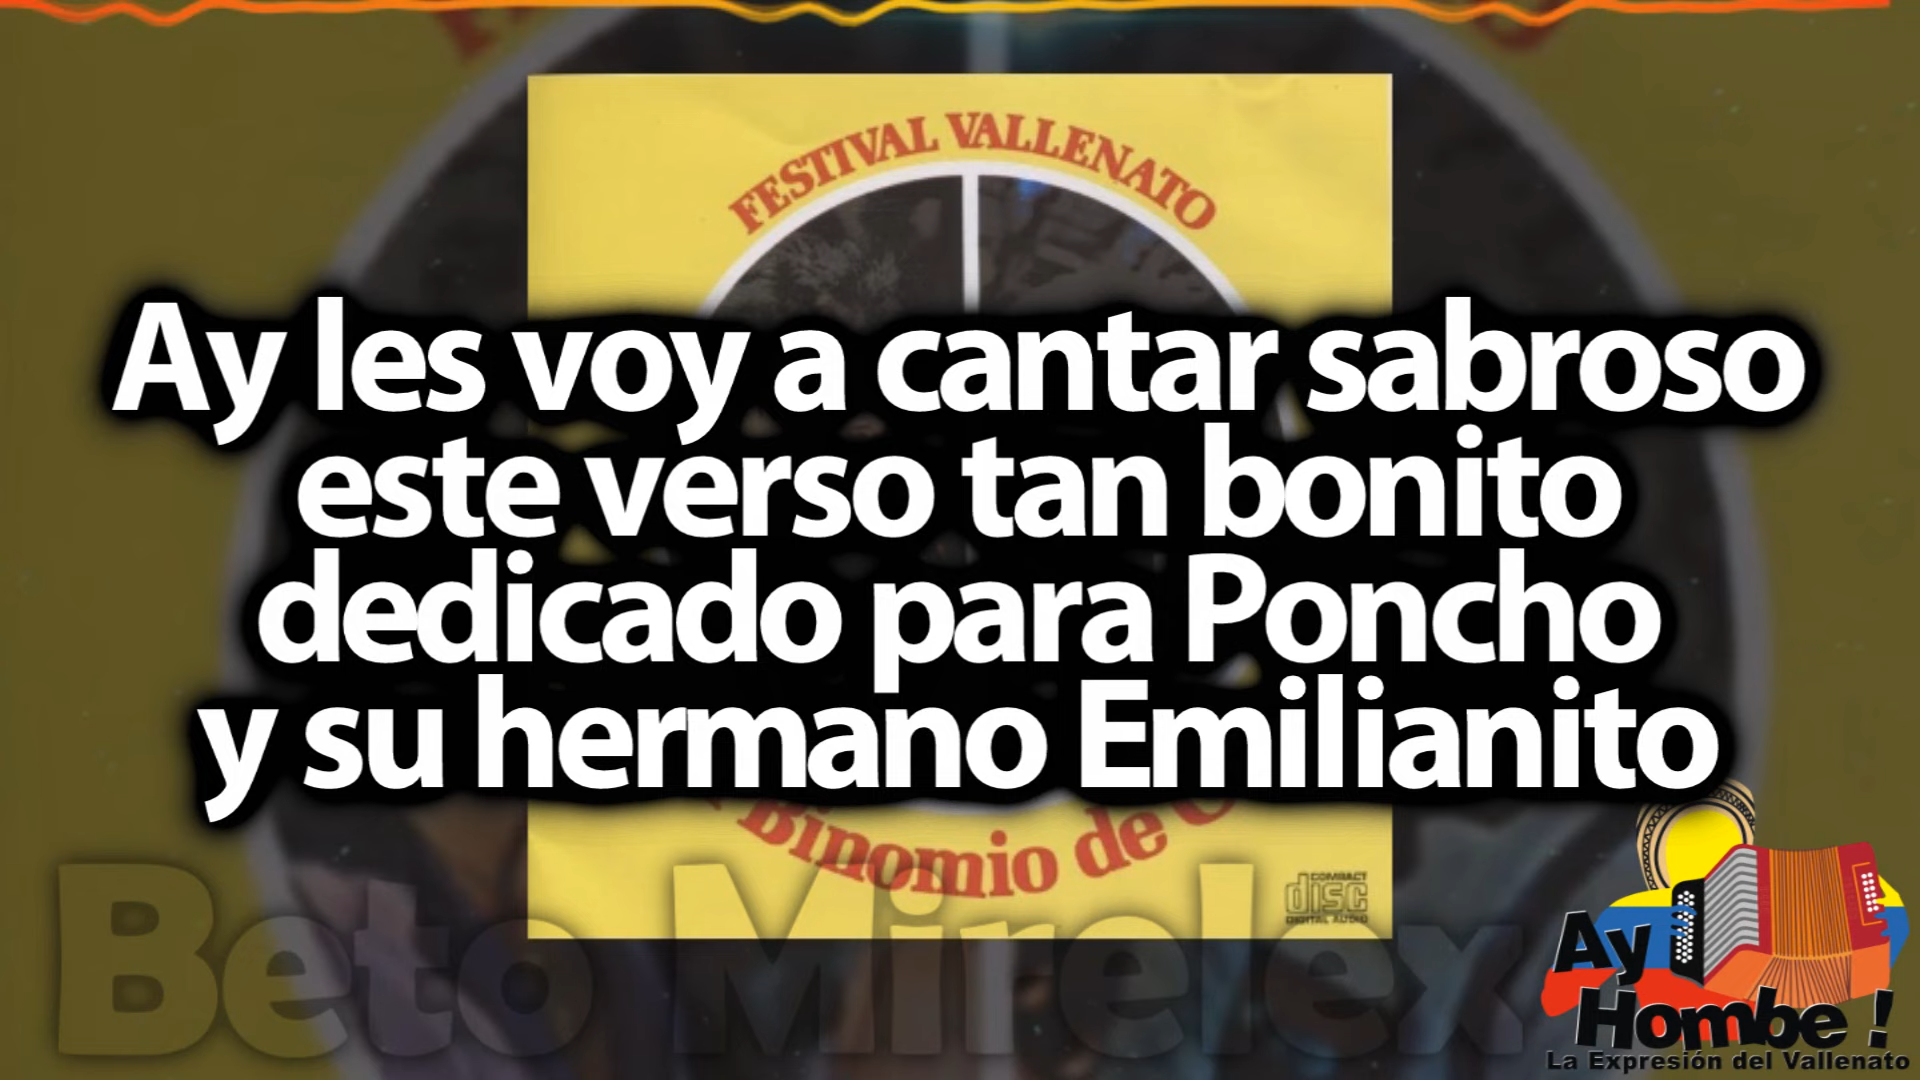 FESTIVAL VALLENATO
Ay les voy a cantar sabroso
este verso tan bonito
dedicado para Poncho
y su hermano Emilianito
Binomio de
COMPACT
disc
DIGITAL AUDIO
Beto Mirelex
Ay
Hombe !
La Expresión del Vallenato